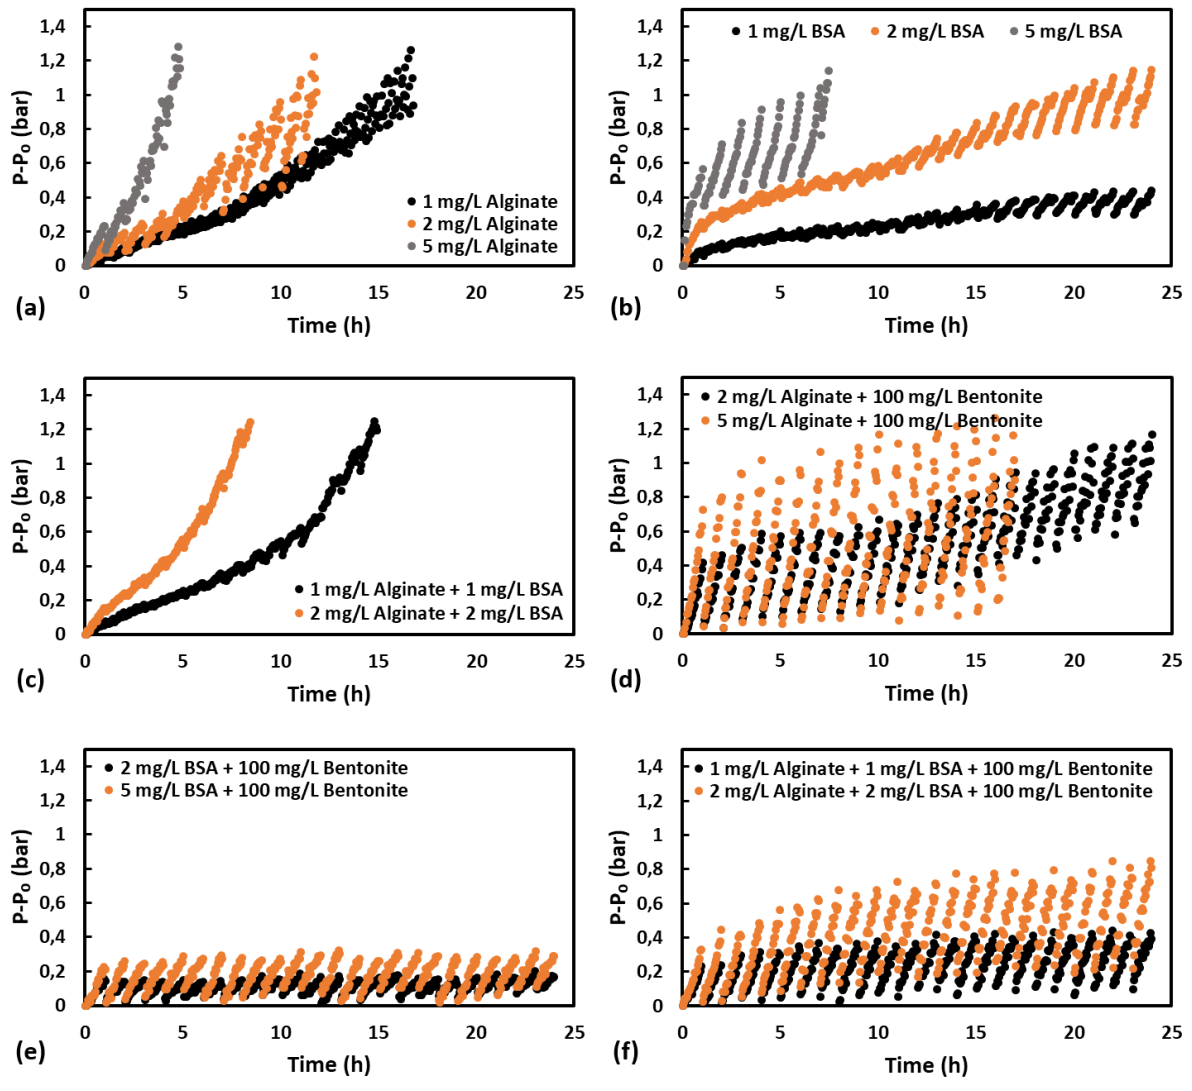 1,4
1,2
1
0,8
0,6
0,4
0,2
0
P-P₀ (bar)
1 mg/L Alginate
2 mg/L Alginate
5 mg/L Alginate
0 5 10 15 20 25
Time (h)
(a)
1,4
1,2
1
0,8
0,6
0,4
0,2
0
P-P₀ (bar)
1 mg/L BSA 2 mg/L BSA 5 mg/L BSA
0 5 10 15 20 25
Time (h)
(b)
1,4
1,2
1
0,8
0,6
0,4
0,2
0
P-P₀ (bar)
1 mg/L Alginate + 1 mg/L BSA
2 mg/L Alginate + 2 mg/L BSA
0 5 10 15 20 25
Time (h)
(c)
1,4
1,2
1
0,8
0,6
0,4
0,2
0
P-P₀ (bar)
2 mg/L Alginate + 100 mg/L Bentonite
5 mg/L Alginate + 100 mg/L Bentonite
0 5 10 15 20 25
Time (h)
(d)
1,4
1,2
1
0,8
0,6
0,4
0,2
0
P-P₀ (bar)
2 mg/L BSA + 100 mg/L Bentonite
5 mg/L BSA + 100 mg/L Bentonite
0 5 10 15 20 25
Time (h)
(e)
1,4
1,2
1
0,8
0,6
0,4
0,2
0
P-P₀ (bar)
1 mg/L Alginate + 1 mg/L BSA + 100 mg/L Bentonite
2 mg/L Alginate + 2 mg/L BSA + 100 mg/L Bentonite
0 5 10 15 20 25
Time (h)
(f)